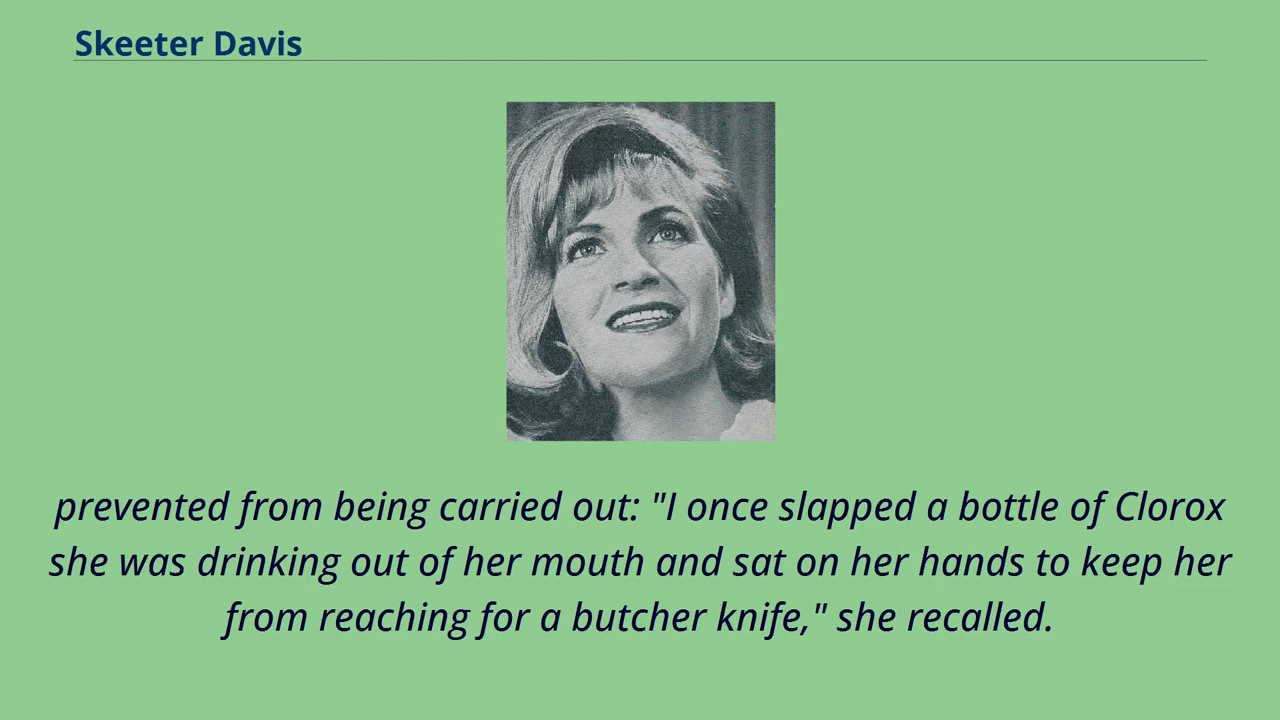 Skeeter Davis
prevented from being carried out: "I once slapped a bottle of Clorox
she was drinking out of her mouth and sat on her hands to keep her
from reaching for a butcher knife," she recalled.